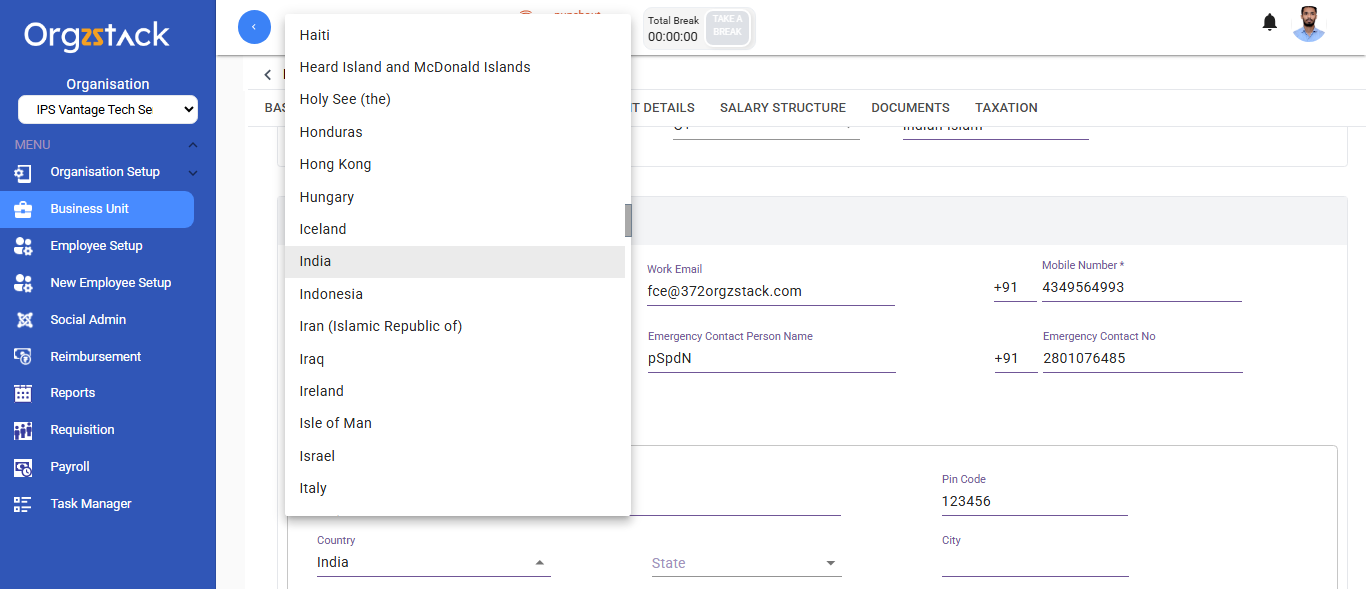 Orgzstack
Organisation
IPS Vantage Tech Se
MENU
Organisation Setup
Business Unit
Employee Setup
New Employee Setup
Social Admin
Reimbursement
Reports
Requisition
Payroll
Task Manager
Total Break
00:00:00
TAKE A
BREAK
T DETAILS
SALARY STRUCTURE
DOCUMENTS
TAXATION
Haiti
Heard Island and McDonald Islands
Holy See (the)
Honduras
Hong Kong
Hungary
Iceland
India
Indonesia
Iran (Islamic Republic of)
Iraq
Ireland
Isle of Man
Israel
Italy
Work Email
fce@372orgzstack.com
Mobile Number *
+91 4349564993
Emergency Contact Person Name
pSpdN
Emergency Contact No
+91 2801076485
Pin Code
123456
Country
India
State
City